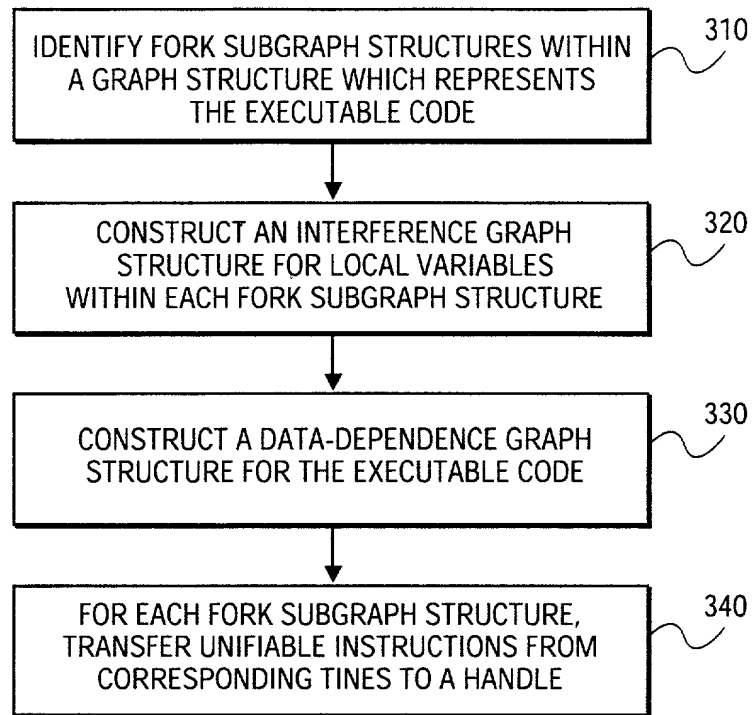 IDENTIFY FORK SUBGRAPH STRUCTURES WITHIN
A GRAPH STRUCTURE WHICH REPRESENTS
THE EXECUTABLE CODE
310
CONSTRUCT AN INTERFERENCE GRAPH
STRUCTURE FOR LOCAL VARIABLES
WITHIN EACH FORK SUBGRAPH STRUCTURE
320
CONSTRUCT A DATA-DEPENDENCE GRAPH
STRUCTURE FOR THE EXECUTABLE CODE
330
FOR EACH FORK SUBGRAPH STRUCTURE,
TRANSFER UNIFIABLE INSTRUCTIONS FROM
CORRESPONDING TINES TO A HANDLE
340